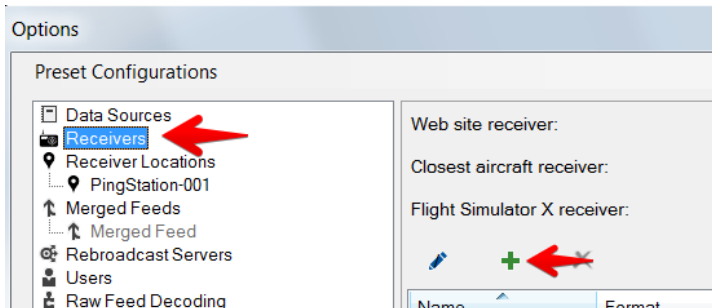 Options
Preset Configurations
Data Sources
Receivers
Receiver Locations
PingStation-001
Merged Feeds
Merged Feed
Rebroadcast Servers
Users
Raw Feed Decoding
Web site receiver:
Closest aircraft receiver:
Flight Simulator X receiver:
Name Format